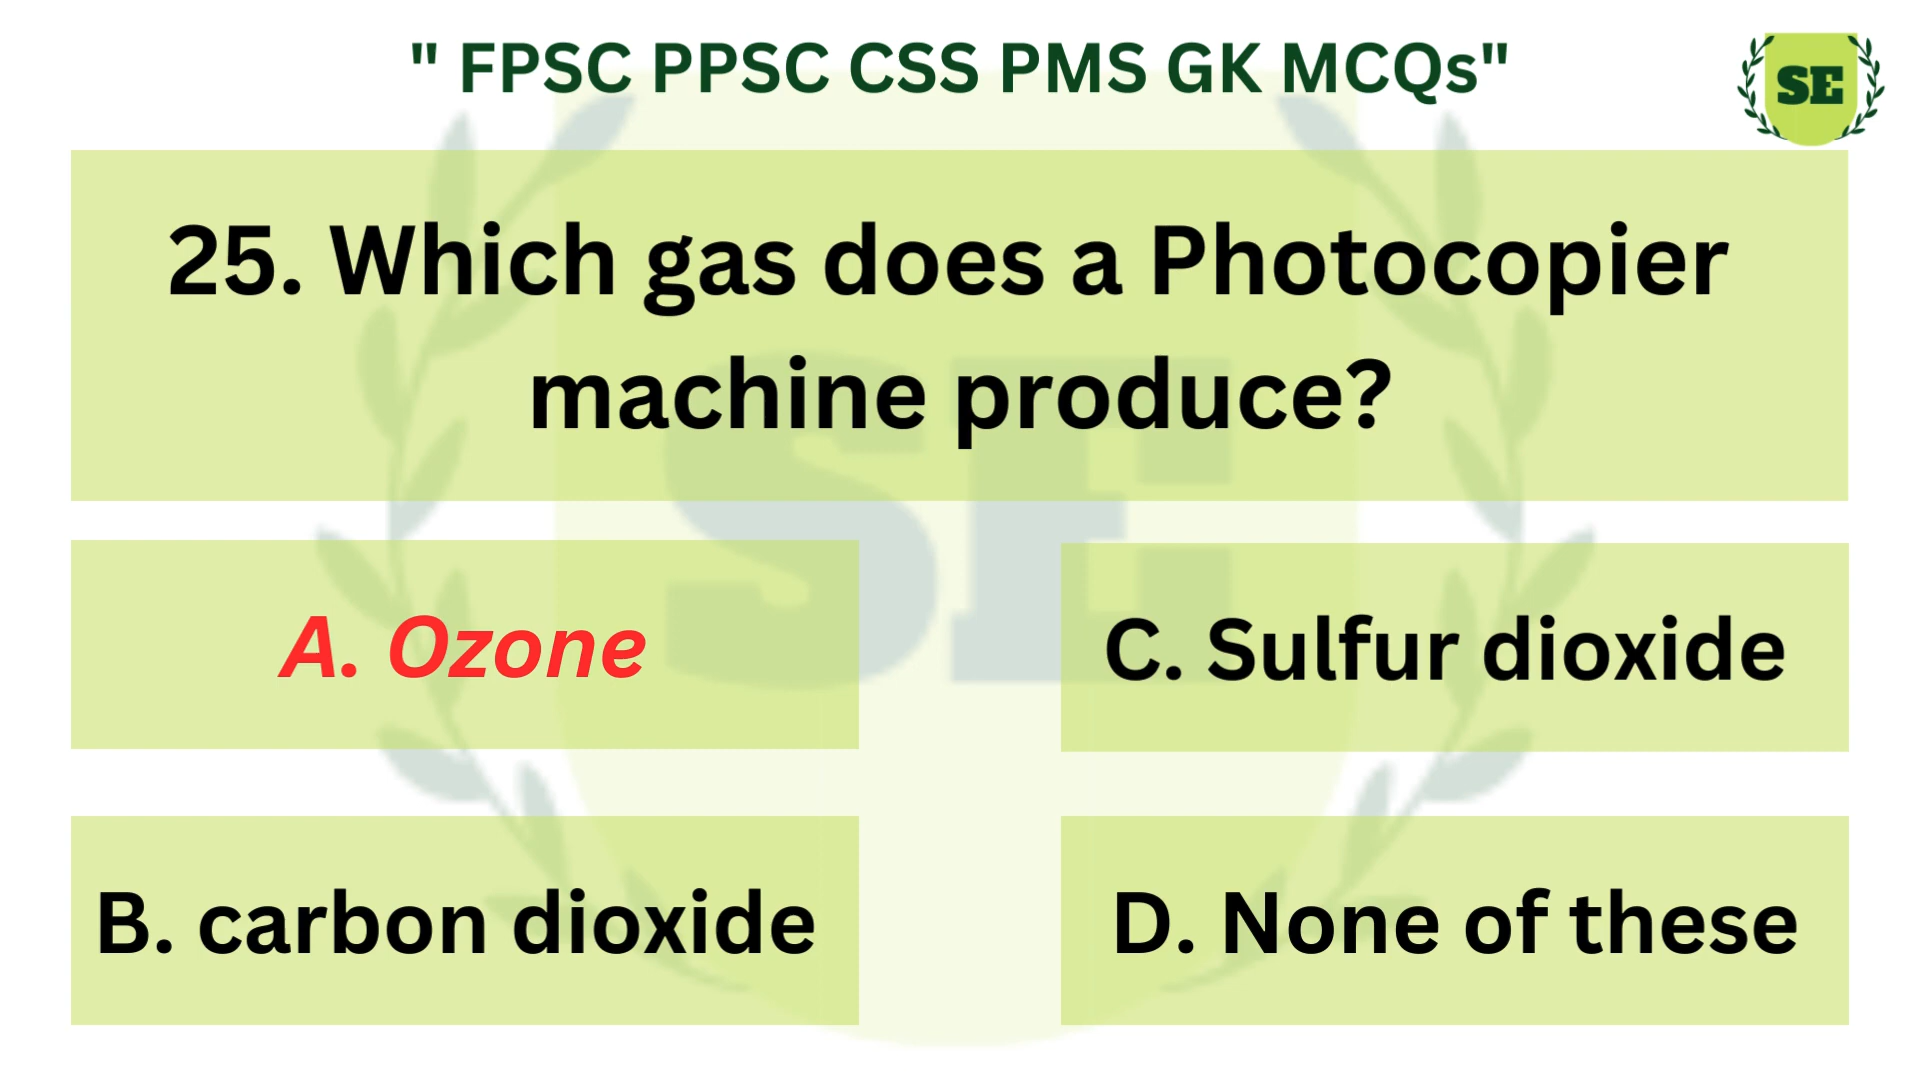 " FPSC PPSC CSS PMS GK MCQs"
SE
25. Which gas does a Photocopier
machine produce?
SE
A. Ozone
C. Sulfur dioxide
B. carbon dioxide
D. None of these